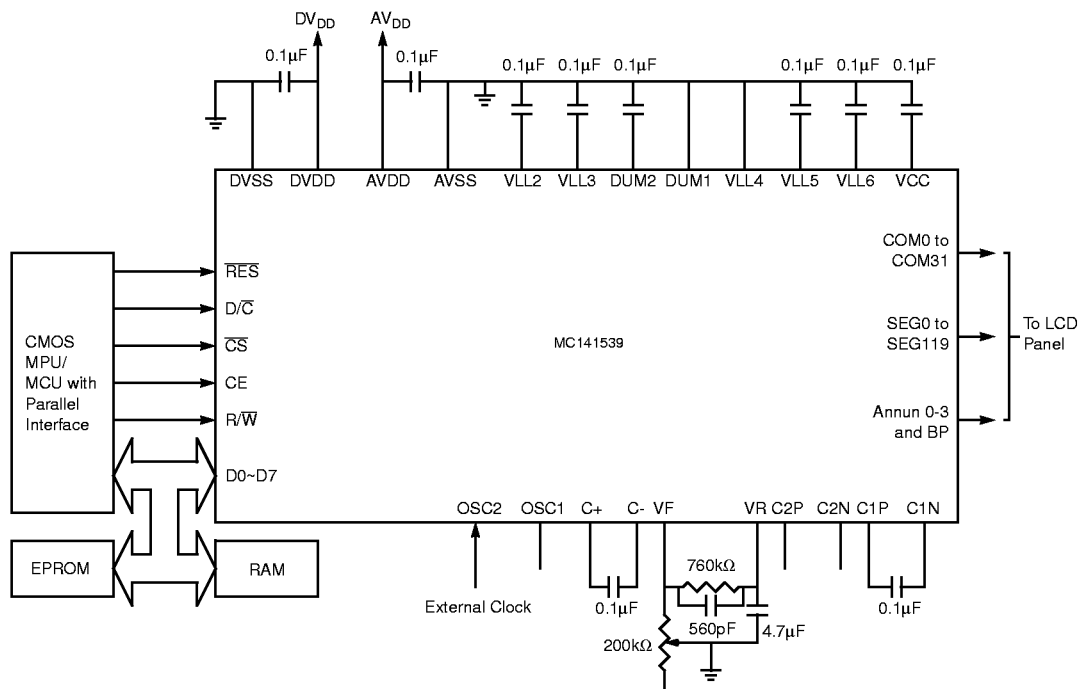 DVDD AVDD
0.1µF 0.1µF 0.1µF 0.1µF 0.1µF 0.1µF 0.1µF 0.1µF
DVSS DVDD AVDD AVSS VLL2 VLL3 DUM2 DUM1 VLL4 VLL5 VLL6 VCC
CMOS
MPU/
MCU with
Parallel
Interface
RES
D/C
CS
CE
R/W
D0~D7
MC141539
COM0 to
COM31
SEG0 to
SEG119
Annun 0-3
and BP
To LCD
Panel
OSC2 OSC1 C+ C- VF VR C2P C2N C1P C1N
EPROM
RAM
External Clock
0.1µF
760kΩ
560pF
4.7µF
200kΩ
0.1µF